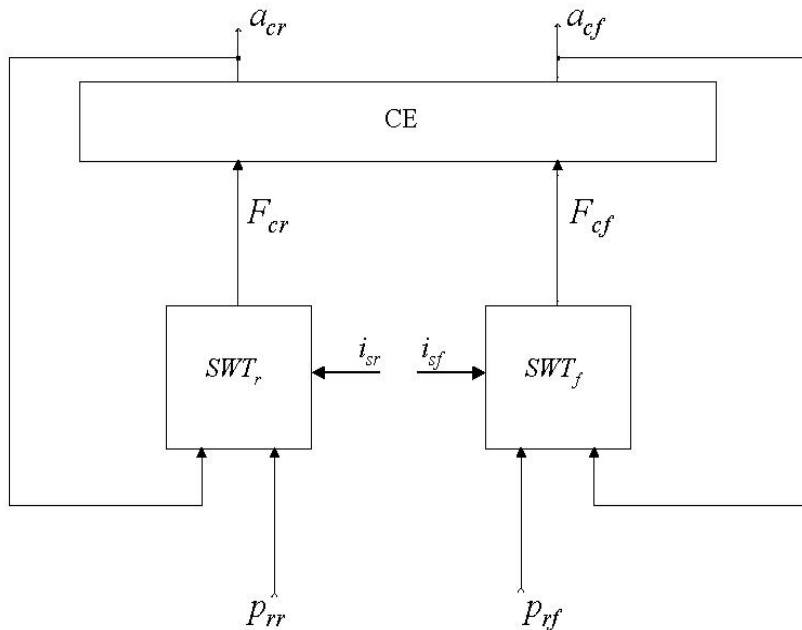 a_cr a_cf
CE
F_cr F_cf
SWT_r i_sr i_sf SWT_f
p_rr p_rf